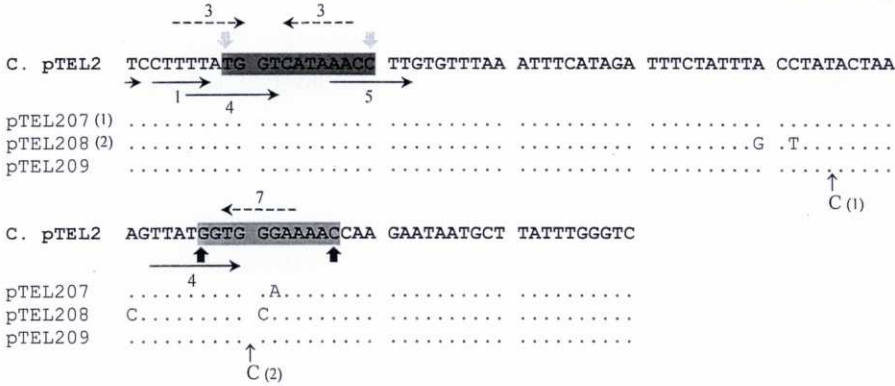 3 3
C. pTEL2 TCCTTTTATG GTCATAAACC TTGTGTTTAA ATTTCATAGA TTTCTATTTA CCTATACTAA
1 4 5
pTEL207 (1) .......... .......... .......... .......... .......... ..........
pTEL208 (2) .......... .......... .......... .......... .........G .T........
pTEL209 .......... .......... .......... .......... .......... ..........
C (1)
7
C. pTEL2 AGTTATGGTG GGAAAACCAA GAATAATGCT TATTTGGGTC
4
pTEL207 .......... .A........ .......... ..........
pTEL208 C......... C......... .......... ..........
pTEL209 .......... .......... .......... ..........
C (2)